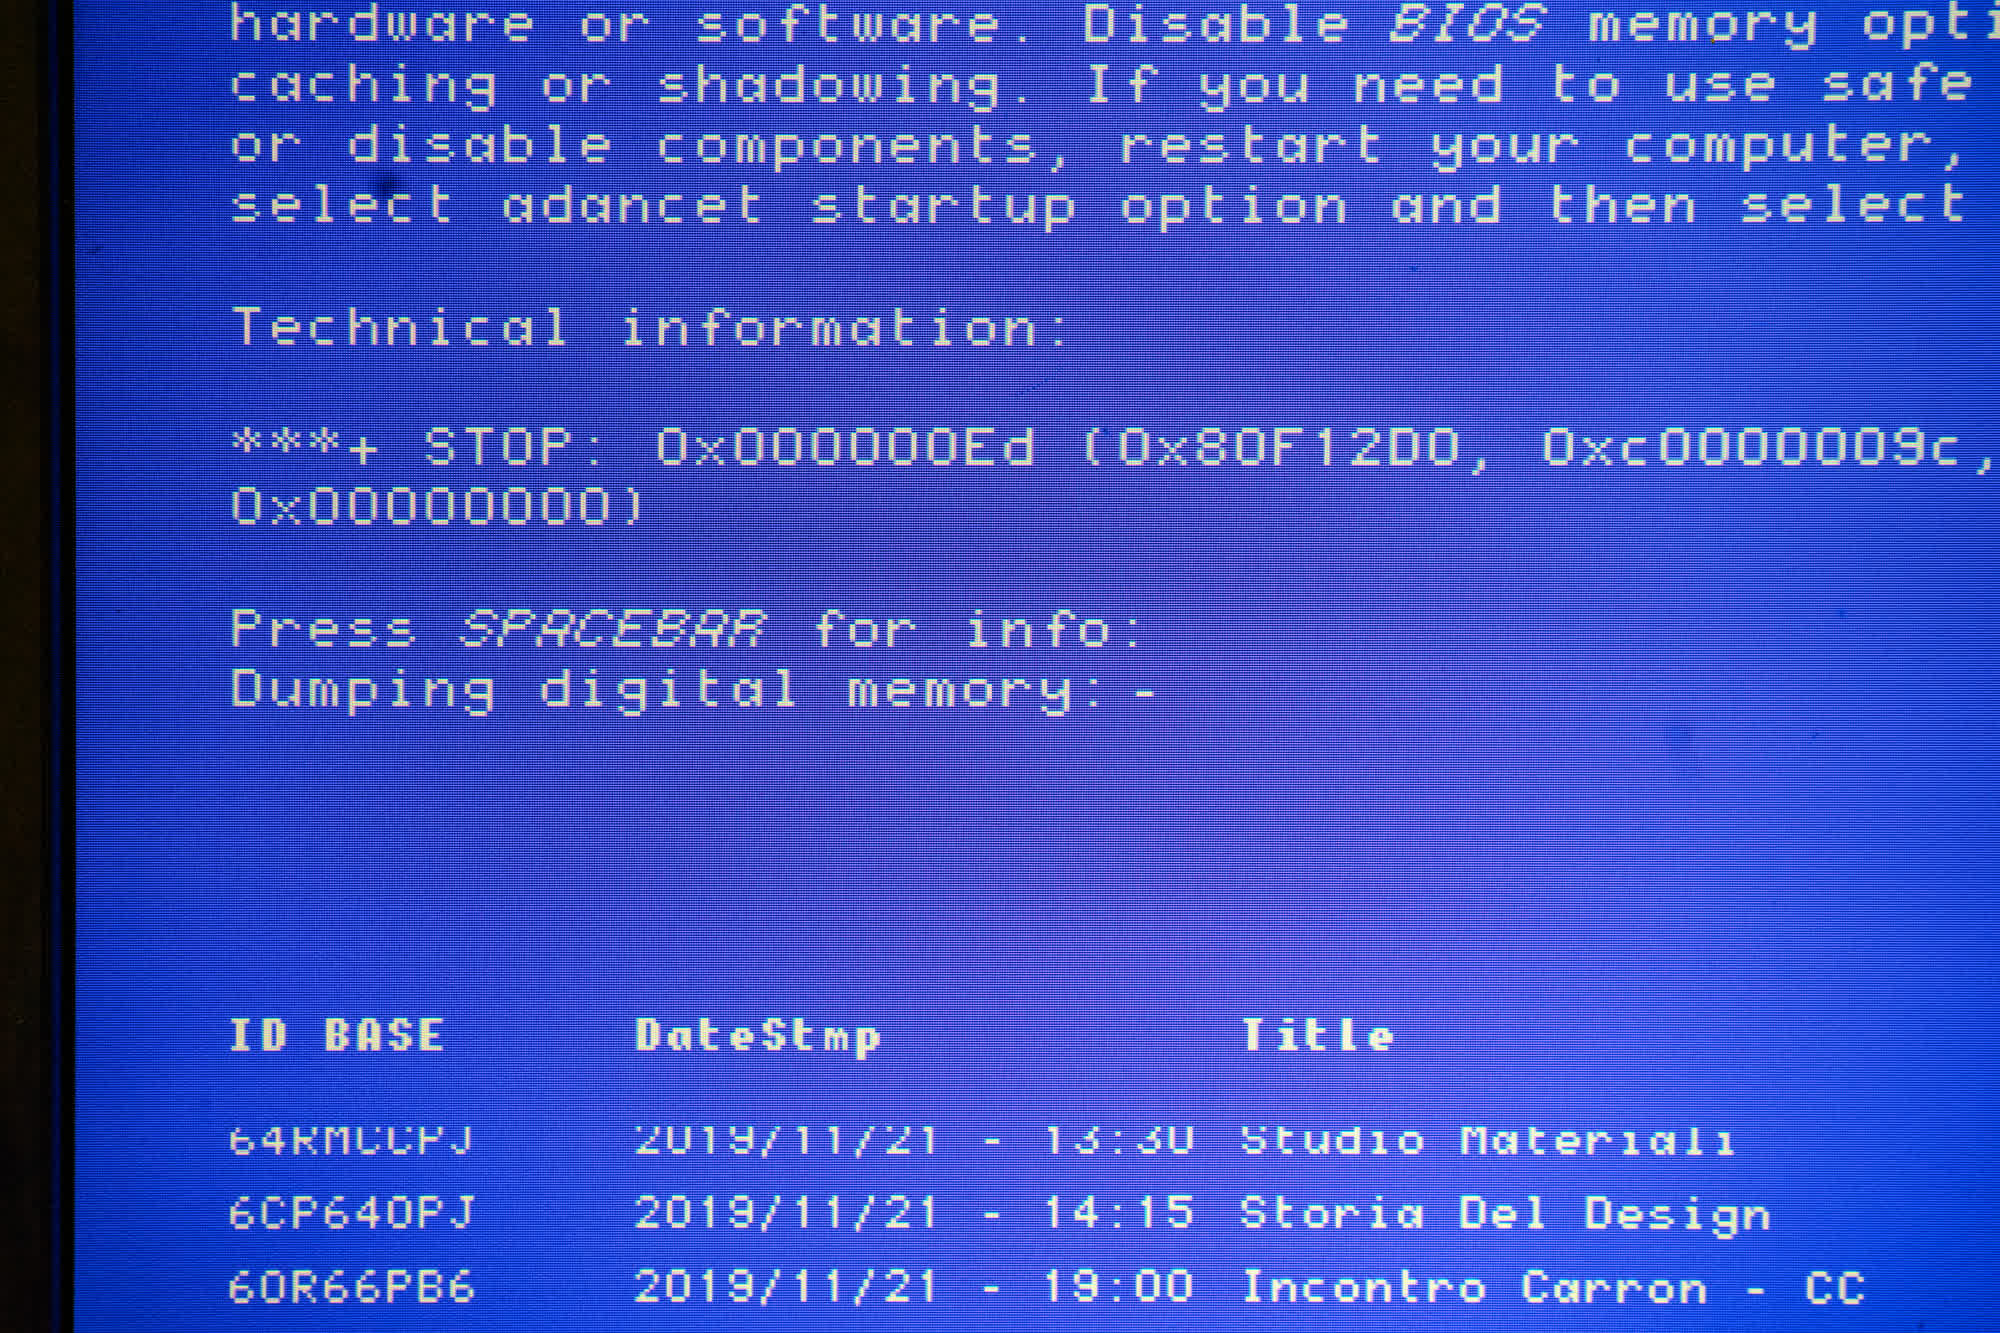 hardware or software. Disable BIOS memory opti
caching or shadowing. If you need to use safe
or disable components, restart your computer,
select adancet startup option and then select
Technical information:
***+ STOP: 0x000000Ed (0x80F12D0, 0xc0000009c,
0x00000000)
Press SPACEBAR for info:
Dumping digital memory: -
ID BASE DateStmp Title
2019/11/21 - 13:30 Studio Materiali
6CP640PJ 2019/11/21 - 14:15 Storia Del Design
6OR66PB6 2019/11/21 - 19:00 Incontro Carron - CC